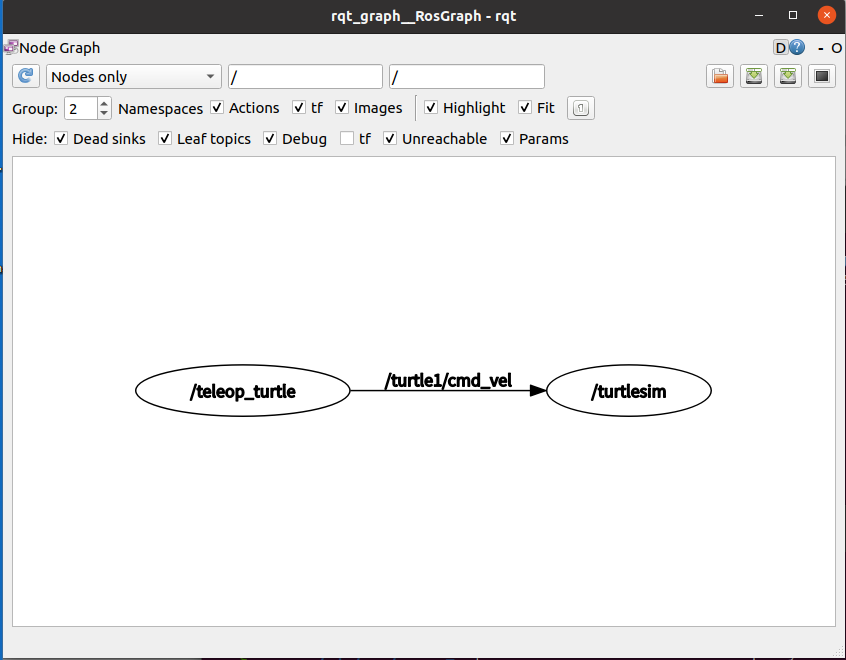 rqt_graph__RosGraph - rqt
Node Graph D ? - O
Nodes only / /
Group: 2 Namespaces Actions tf Images Highlight Fit
Hide: Dead sinks Leaf topics Debug tf Unreachable Params
/teleop_turtle /turtle1/cmd_vel /turtlesim